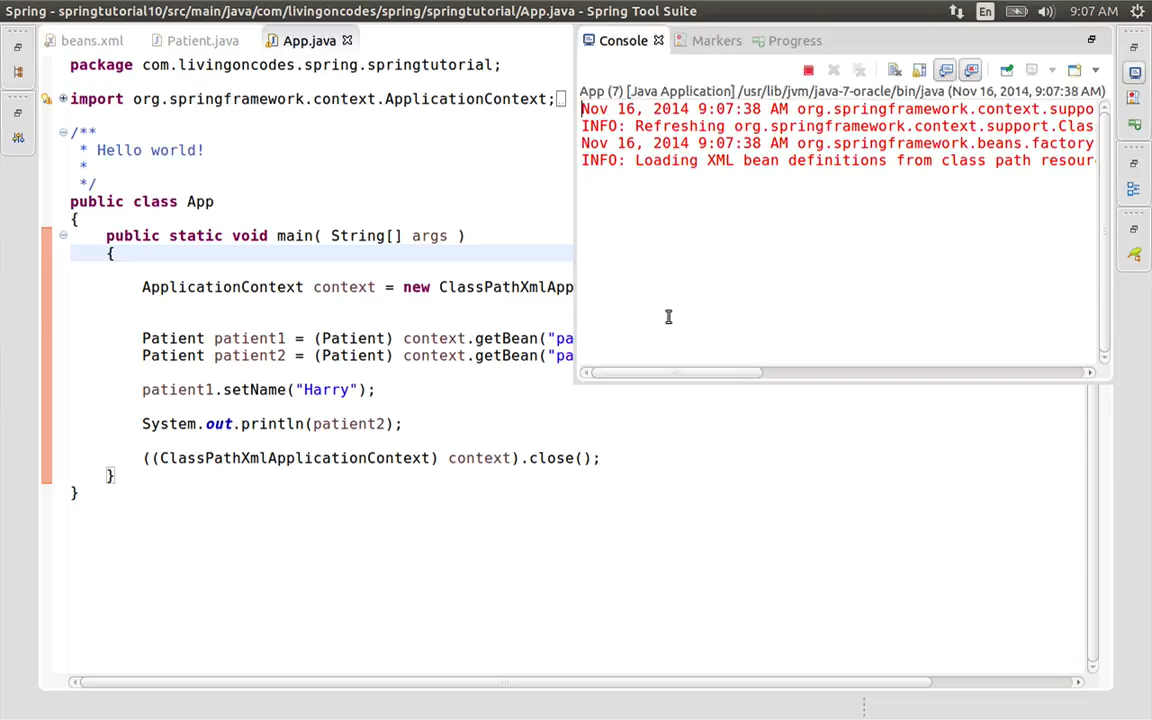 Spring - springtutorial10/src/main/java/com/livingoncodes/spring/springtutorial/App.java - Spring Tool Suite
En
9:07 AM
beans.xml
Patient.java
App.java
package com.livingoncodes.spring.springtutorial;
import org.springframework.context.ApplicationContext;
/**
* Hello world!
*
*/
public class App
{
public static void main( String[] args )
{
ApplicationContext context = new ClassPathXmlApp
Patient patient1 = (Patient) context.getBean("pa
Patient patient2 = (Patient) context.getBean("pa
patient1.setName("Harry");
System.out.println(patient2);
((ClassPathXmlApplicationContext) context).close();
}
}
Console
Markers
Progress
App (7) [Java Application] /usr/lib/jvm/java-7-oracle/bin/java (Nov 16, 2014, 9:07:38 AM)
Nov 16, 2014 9:07:38 AM org.springframework.context.suppo
INFO: Refreshing org.springframework.context.support.Clas
Nov 16, 2014 9:07:38 AM org.springframework.beans.factory
INFO: Loading XML bean definitions from class path resour